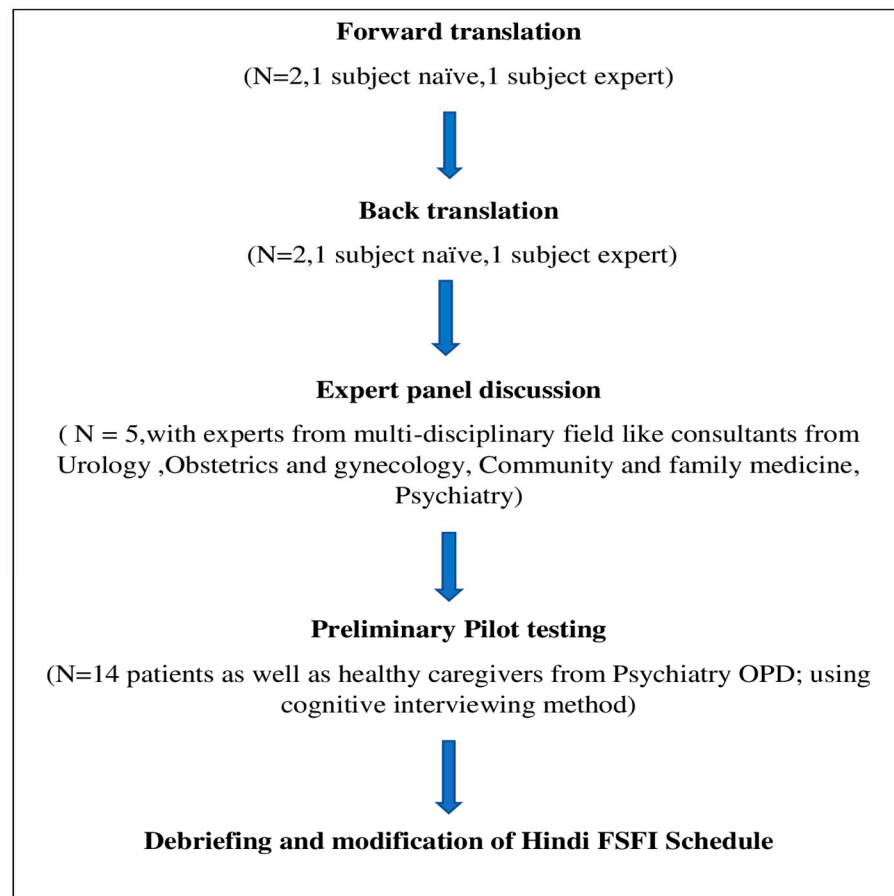 Forward translation
(N=2,1 subject naïve,1 subject expert)
Back translation
(N=2,1 subject naïve,1 subject expert)
Expert panel discussion
( N = 5,with experts from multi-disciplinary field like consultants from
Urology ,Obstetrics and gynecology, Community and family medicine,
Psychiatry)
Preliminary Pilot testing
(N=14 patients as well as healthy caregivers from Psychiatry OPD; using
cognitive interviewing method)
Debriefing and modification of Hindi FSFI Schedule